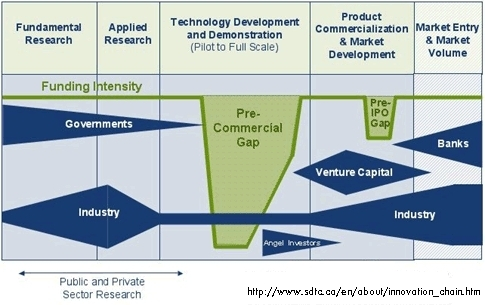 Fundamental
Research
Applied
Research
Technology Development
and Demonstration
(Pilot to Full Scale)
Product
Commercialization
& Market
Development
Market Entry
& Market
Volume
Funding Intensity
Governments
Pre-
Commercial
Gap
Pre-
IPO
Gap
Banks
Venture Capital
Industry
Industry
Angel Investors
Public and Private
Sector Research
http://www.sdtc.ca/en/about/innovation_chain.htm